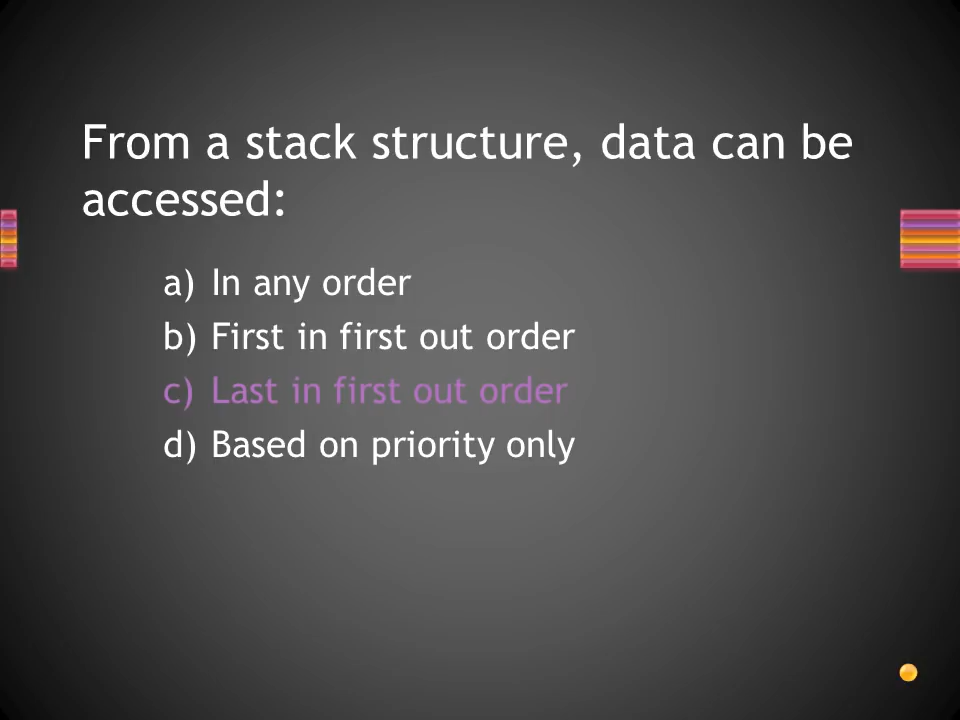 From a stack structure, data can be
accessed:
a) In any order
b) First in first out order
c) Last in first out order
d) Based on priority only